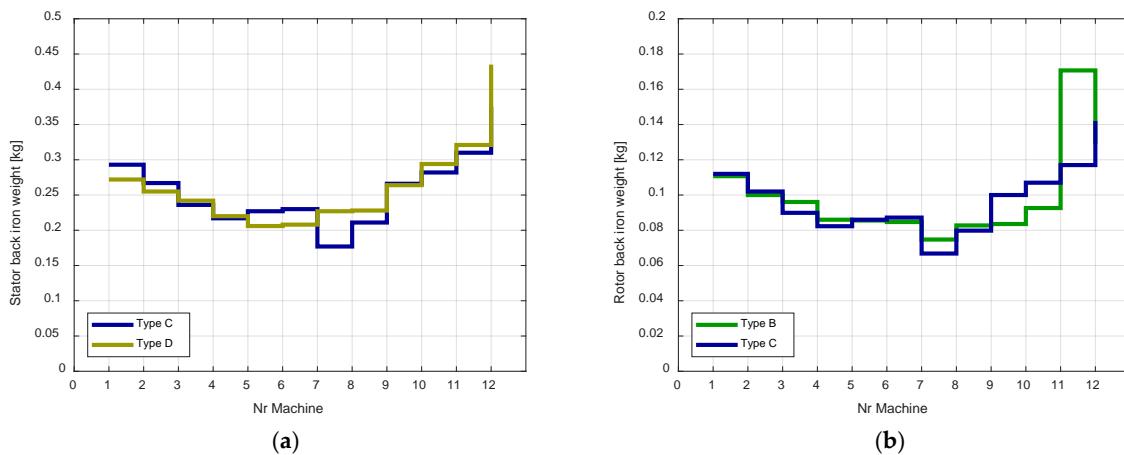 0.5
0.45
0.4
0.35
0.3
0.25
0.2
0.15
0.1
0.05
0
Stator back iron weight [kg]
Type C
Type D
0 1 2 3 4 5 6 7 8 9 10 11 12
Nr Machine
(a)
0.2
0.18
0.16
0.14
0.12
0.1
0.08
0.06
0.04
0.02
0
Rotor back iron weight [kg]
Type B
Type C
0 1 2 3 4 5 6 7 8 9 10 11 12
Nr Machine
(b)